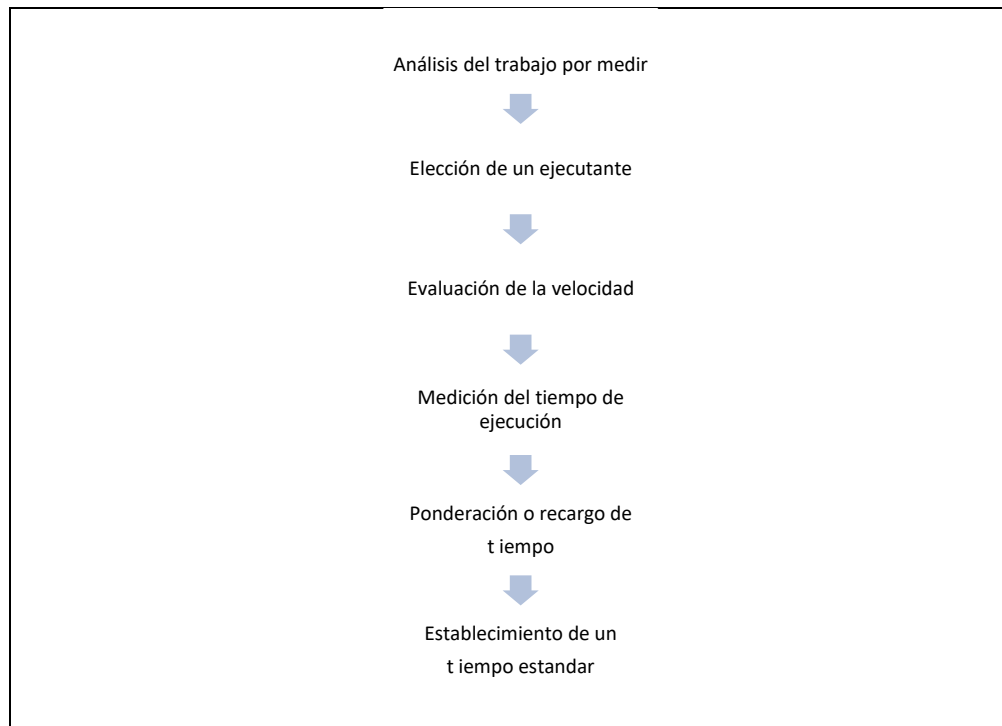 Análisis del trabajo por medir
Elección de un ejecutante
Evaluación de la velocidad
Medición del tiempo de
ejecución
Ponderación o recargo de
t iempo
Establecimiento de un
t iempo estandar